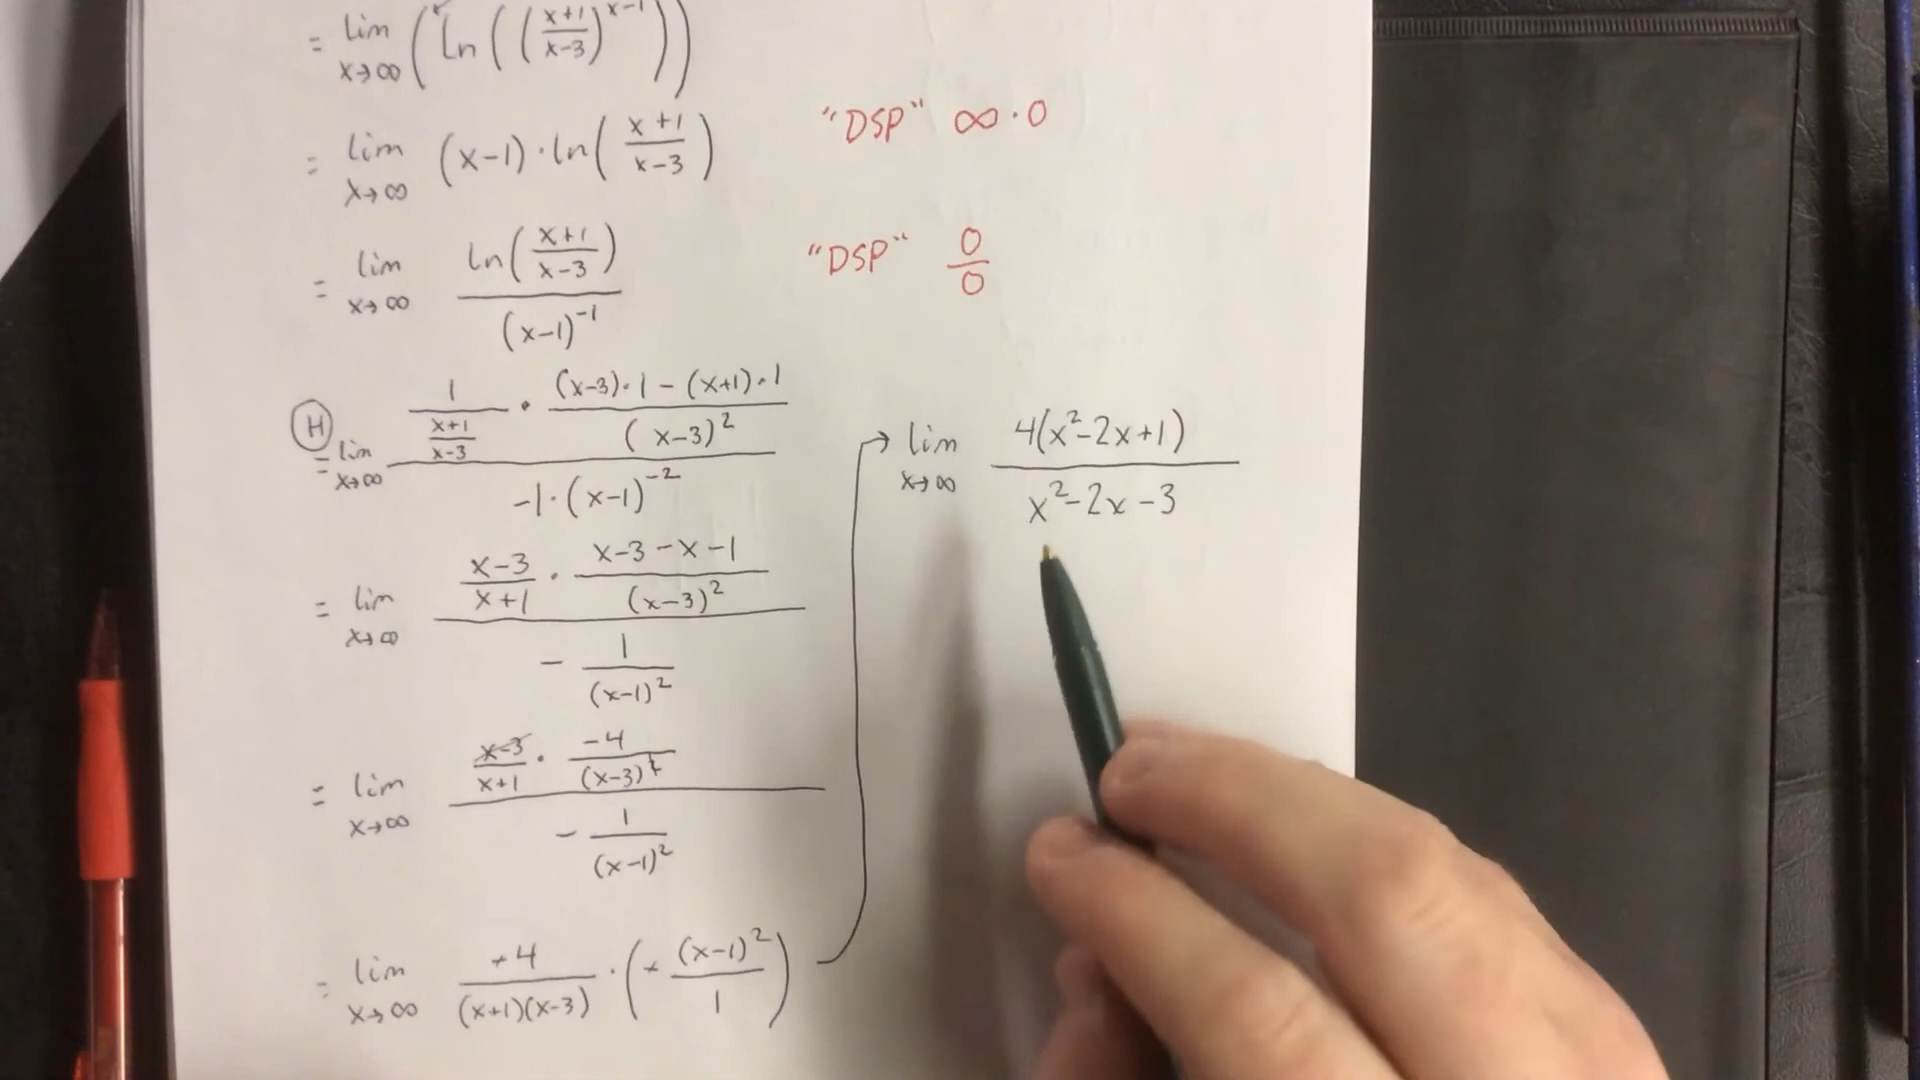 = lim x→∞ ( ln ( ( (x+1)/(x-3) )^(x-1) ) )
= lim x→∞ (x-1) · ln( (x+1)/(x-3) ) "DSP" ∞ · 0
= lim x→∞ ln( (x+1)/(x-3) ) / (x-1)^-1 "DSP" 0/0
Ⓗ = lim x→∞ ( 1/((x+1)/(x-3)) · ((x-3)·1 - (x+1)·1)/(x-3)^2 ) / ( -1·(x-1)^-2 )
= lim x→∞ ( (x-3)/(x+1) · (x-3-x-1)/(x-3)^2 ) / ( - 1/(x-1)^2 )
= lim x→∞ ( (x-3)/(x+1) · -4/(x-3)^2 ) / ( - 1/(x-1)^2 )
= lim x→∞ +4/((x+1)(x-3)) · ( + (x-1)^2/1 )
→ lim x→∞ 4(x^2-2x+1) / (x^2-2x-3)